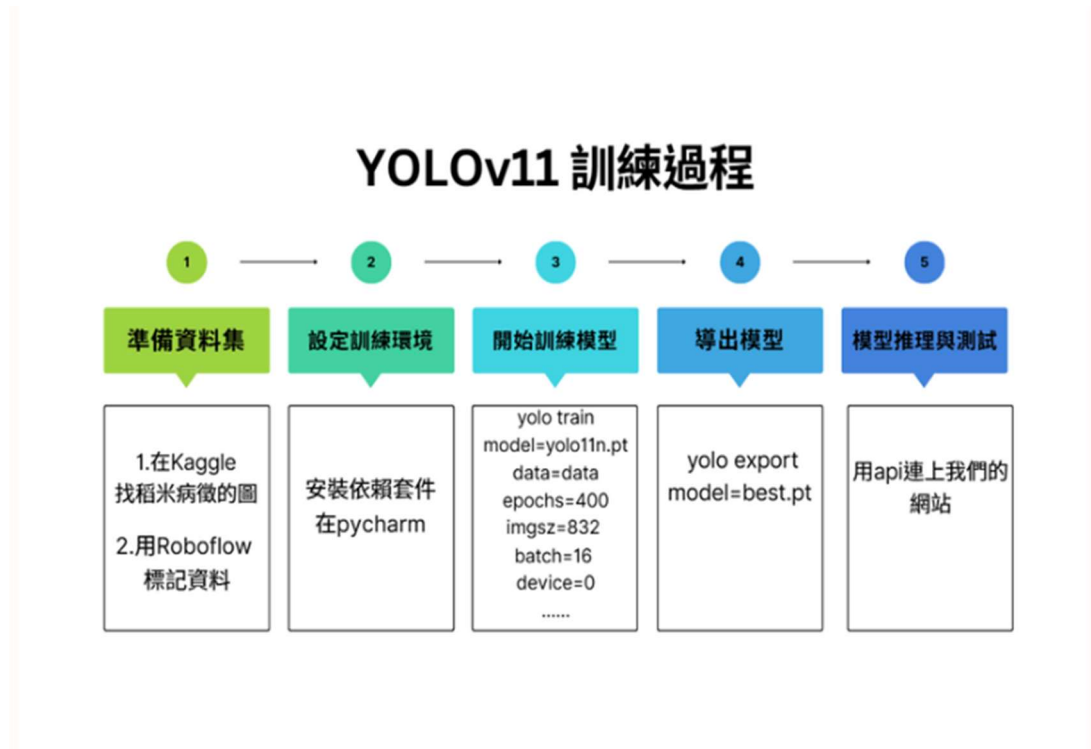 YOLOv11 訓練過程
1
2
3
4
5
準備資料集
設定訓練環境
開始訓練模型
導出模型
模型推理與測試
1.在Kaggle
找稻米病徵的圖
2.用Roboflow
標記資料
安裝依賴套件
在pycharm
yolo train
model=yolo11n.pt
data=data
epochs=400
imgsz=832
batch=16
device=0
......
yolo export
model=best.pt
用api連上我們的
網站